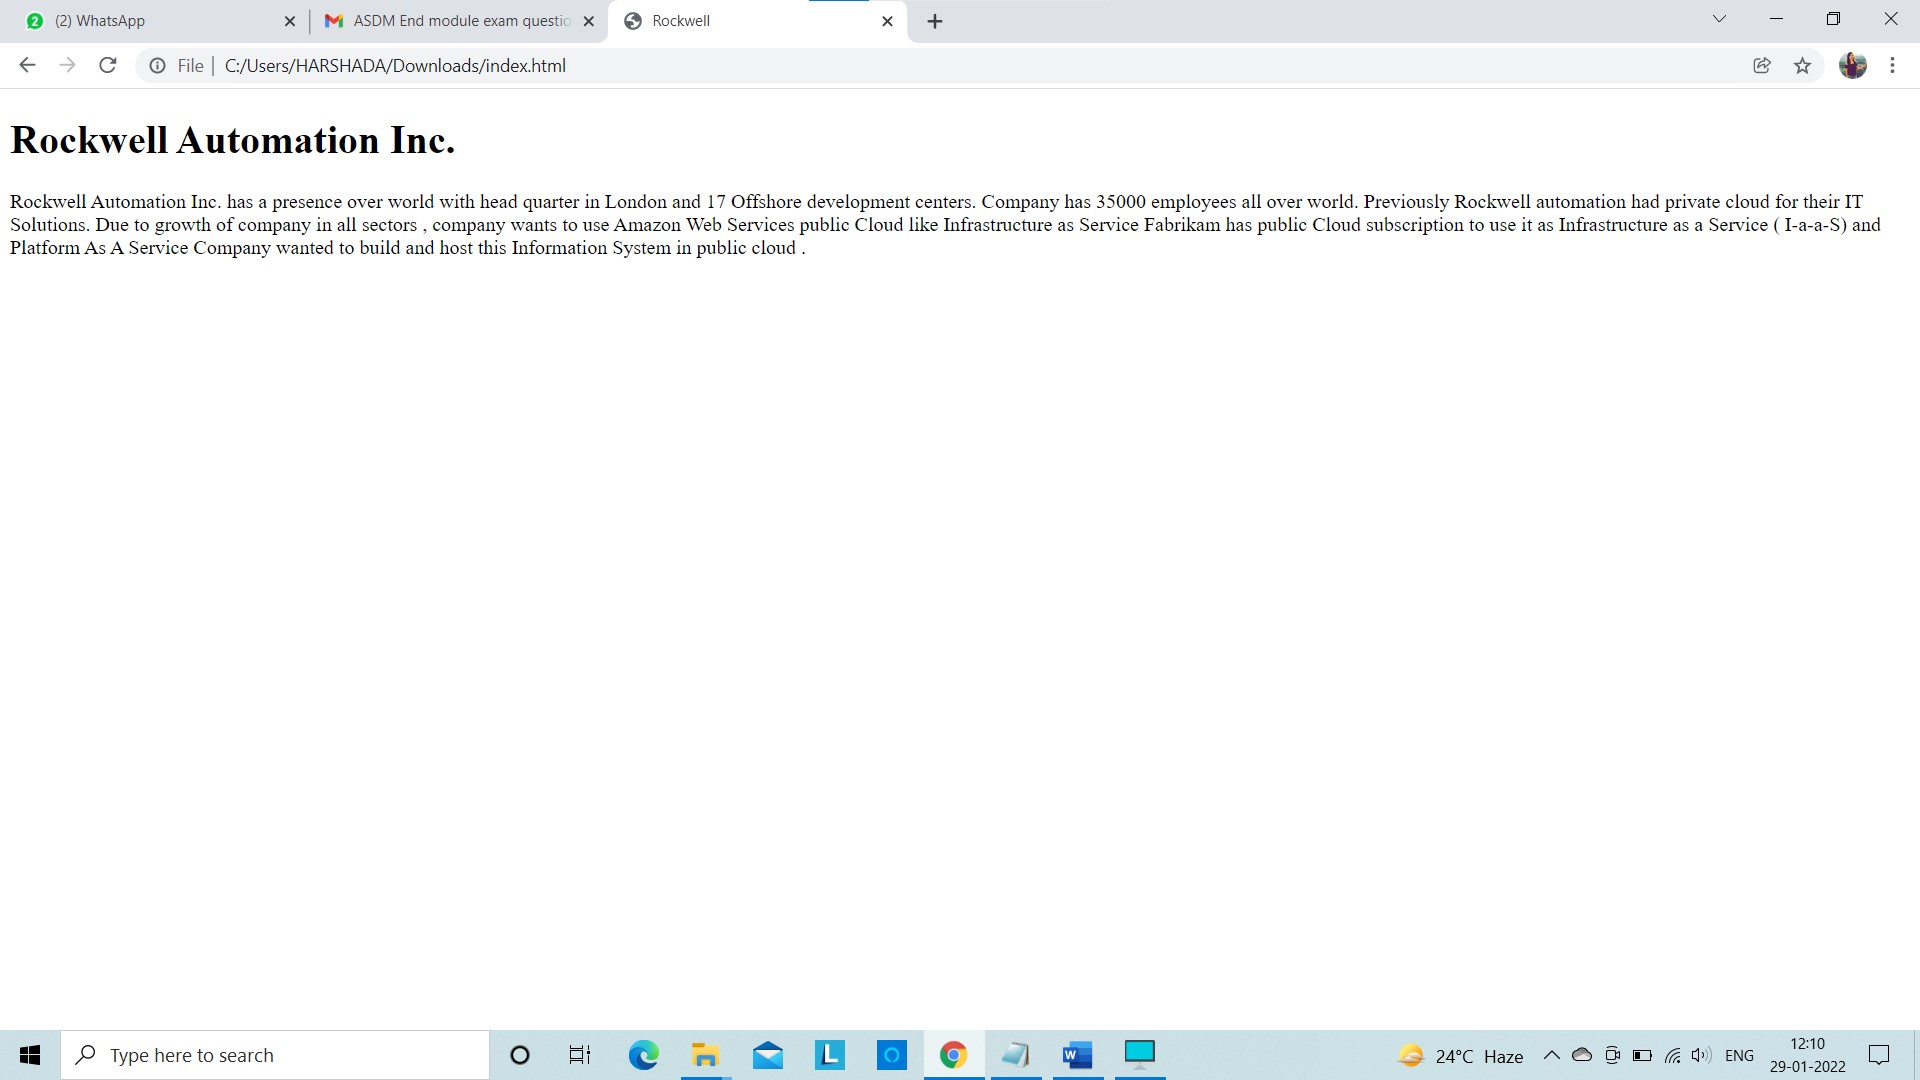 2
(2) WhatsApp
ASDM End module exam questio
Rockwell
File
C:/Users/HARSHADA/Downloads/index.html
Rockwell Automation Inc.
Rockwell Automation Inc. has a presence over world with head quarter in London and 17 Offshore development centers. Company has 35000 employees all over world. Previously Rockwell automation had private cloud for their IT
Solutions. Due to growth of company in all sectors , company wants to use Amazon Web Services public Cloud like Infrastructure as Service Fabrikam has public Cloud subscription to use it as Infrastructure as a Service ( I-a-a-S) and
Platform As A Service Company wanted to build and host this Information System in public cloud .
Type here to search
L
W
24°C Haze
ENG
12:10
29-01-2022